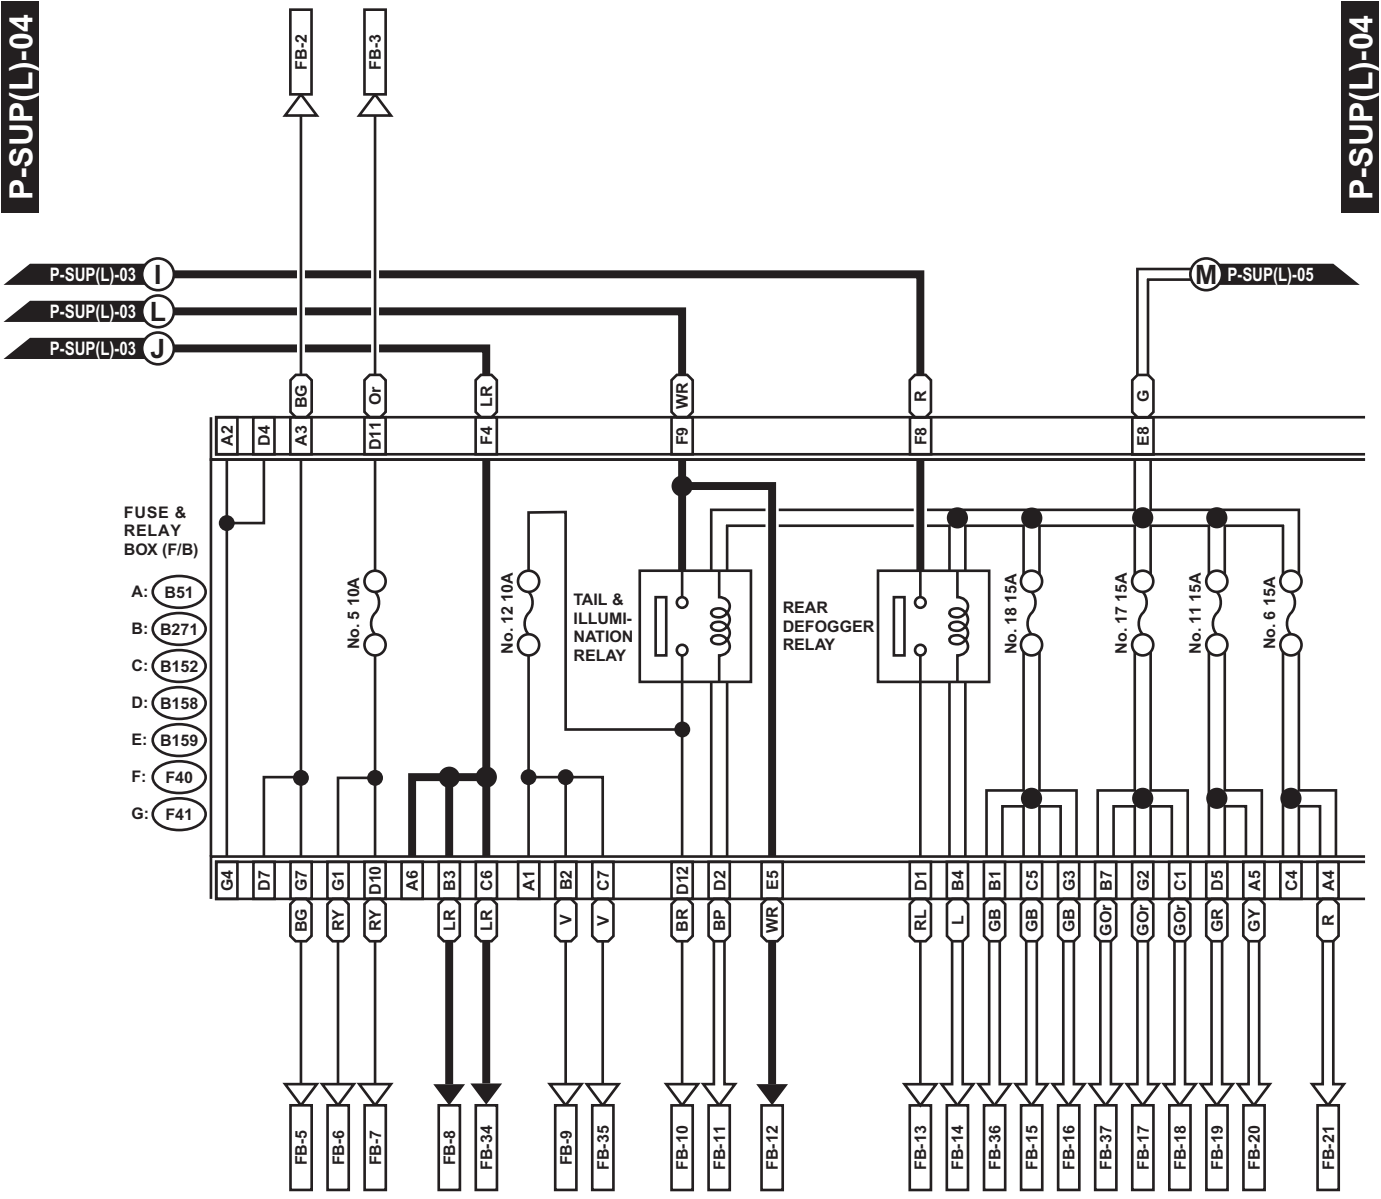 P-SUP(L)-04
P-SUP(L)-04
FB-2
FB-3
P-SUP(L)-03 I
M P-SUP(L)-05
P-SUP(L)-03 L
P-SUP(L)-03 J
BG
Or
LR
WR
R
G
A2
D4
A3
D11
F4
F9
F8
E8
FUSE &
RELAY
BOX (F/B)
A: B51
B: B271
C: B152
D: B158
E: B159
F: F40
G: F41
No. 5 10A
No. 12 10A
TAIL &
ILLUMI-
NATION
RELAY
REAR
DEFOGGER
RELAY
No. 18 15A
No. 17 15A
No. 11 15A
No. 6 15A
G4
D7
G7
G1
D10
A6
B3
C6
A1
B2
C7
D12
D2
E5
D1
B4
B1
C5
G3
B7
G2
C1
D5
A5
C4
A4
BG
RY
RY
LR
LR
V
V
BR
BP
WR
RL
L
GB
GB
GB
GOr
GOr
GOr
GR
GY
R
FB-5
FB-6
FB-7
FB-8
FB-34
FB-9
FB-35
FB-10
FB-11
FB-12
FB-13
FB-14
FB-36
FB-15
FB-16
FB-37
FB-17
FB-18
FB-19
FB-20
FB-21